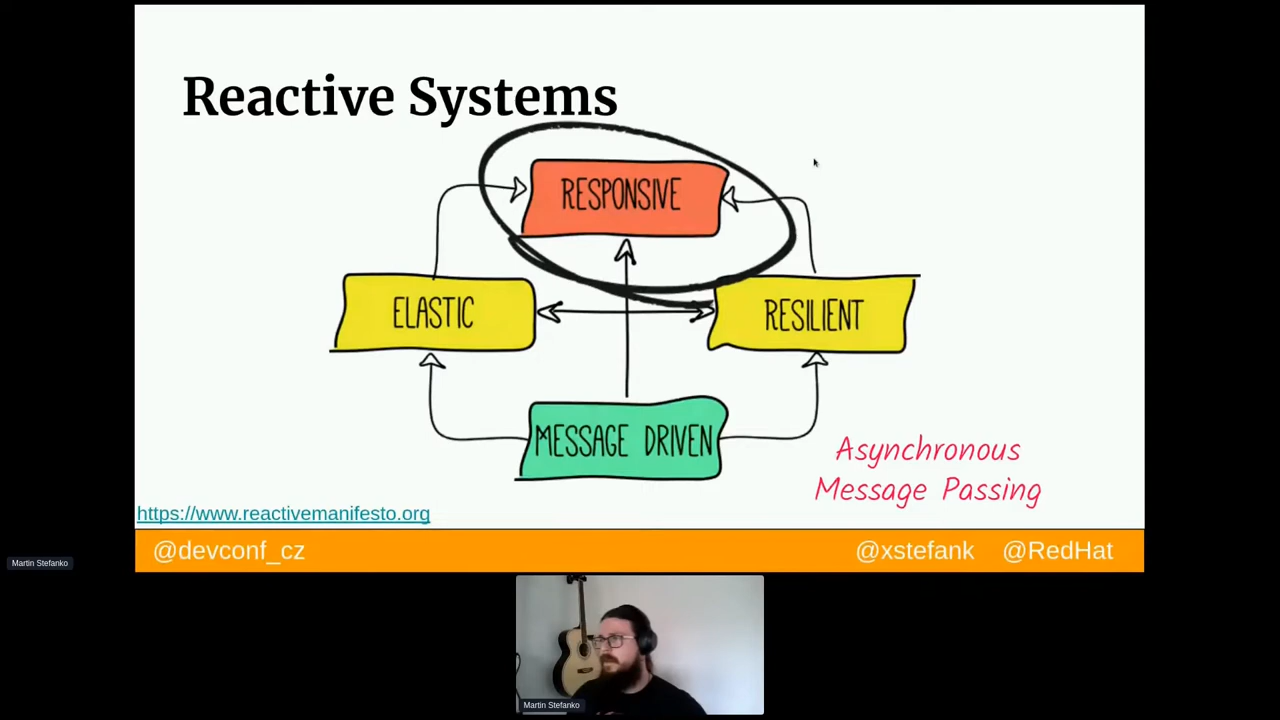 Reactive Systems
RESPONSIVE
ELASTIC
RESILIENT
MESSAGE DRIVEN
Asynchronous
Message Passing
https://www.reactivemanifesto.org
@devconf_cz
@xstefank @RedHat
Martin Stefanko
Martin Stefanko